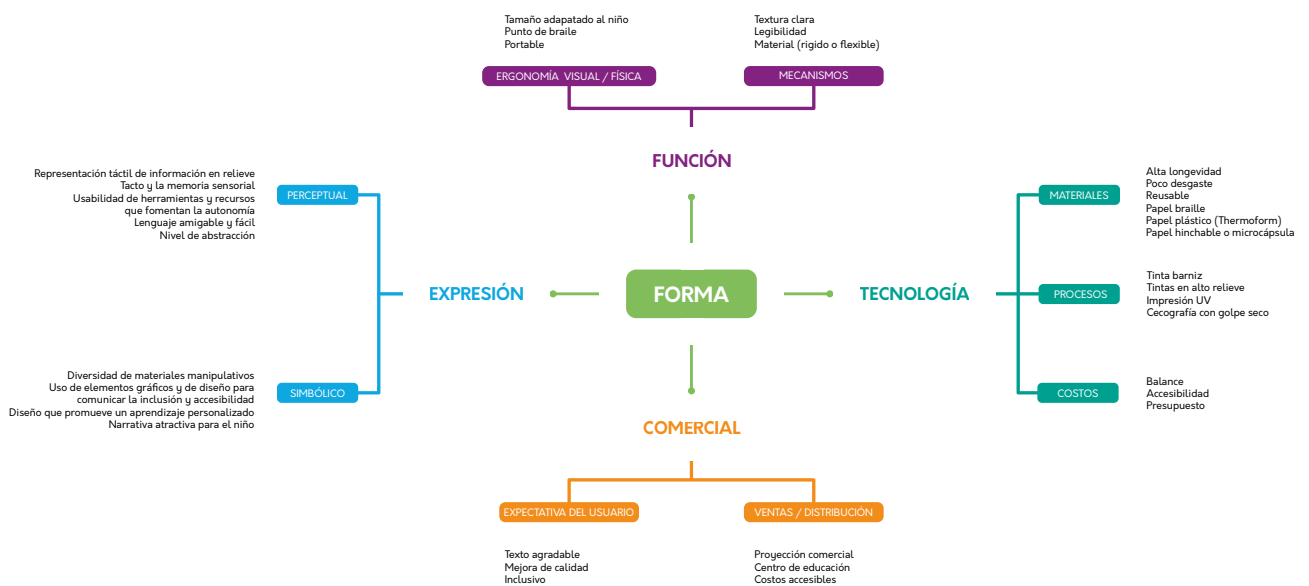 Tamaño adapatado al niño
Punto de braile
Portable
Textura clara
Legibilidad
Material (rigido o flexible)
ERGONOMÍA VISUAL / FÍSICA
MECANISMOS
FUNCIÓN
Representación táctil de información en relieve
Tacto y la memoria sensorial
Usabilidad de herramientas y recursos
que fomentan la autonomía
Lenguaje amigable y fácil
Nivel de abstracción
PERCEPTUAL
MATERIALES
Alta longevidad
Poco desgaste
Reusable
Papel braille
Papel plástico (Thermoform)
Papel hinchable o microcápsula
EXPRESIÓN
FORMA
TECNOLOGÍA
PROCESOS
Tinta barniz
Tintas en alto relieve
Impresión UV
Cecografía con golpe seco
Diversidad de materiales manipulativos
Uso de elementos gráficos y de diseño para
comunicar la inclusión y accesibilidad
Diseño que promueve un aprendizaje personalizado
Narrativa atractiva para el niño
SIMBÓLICO
COSTOS
Balance
Accesibilidad
Presupuesto
COMERCIAL
EXPECTATIVA DEL USUARIO
VENTAS / DISTRIBUCIÓN
Texto agradable
Mejora de calidad
Inclusivo
Proyección comercial
Centro de educación
Costos accesibles